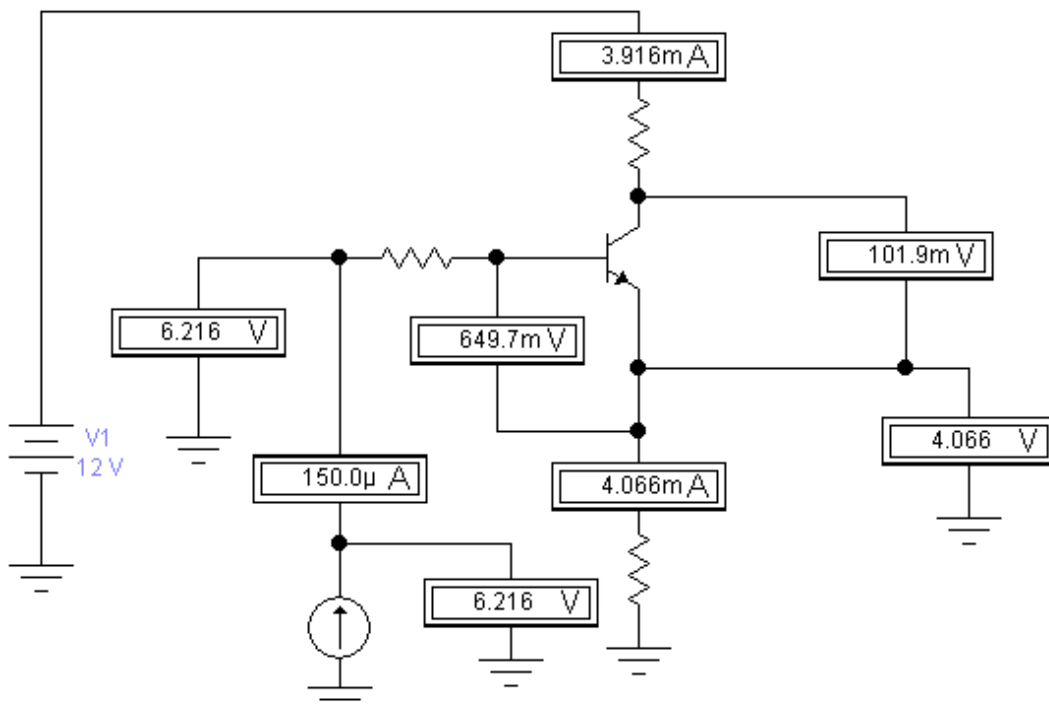 3.916m A
101.9m V
6.216 V
649.7m V
V1
12 V
4.066 V
150.0µ A
4.066m A
6.216 V